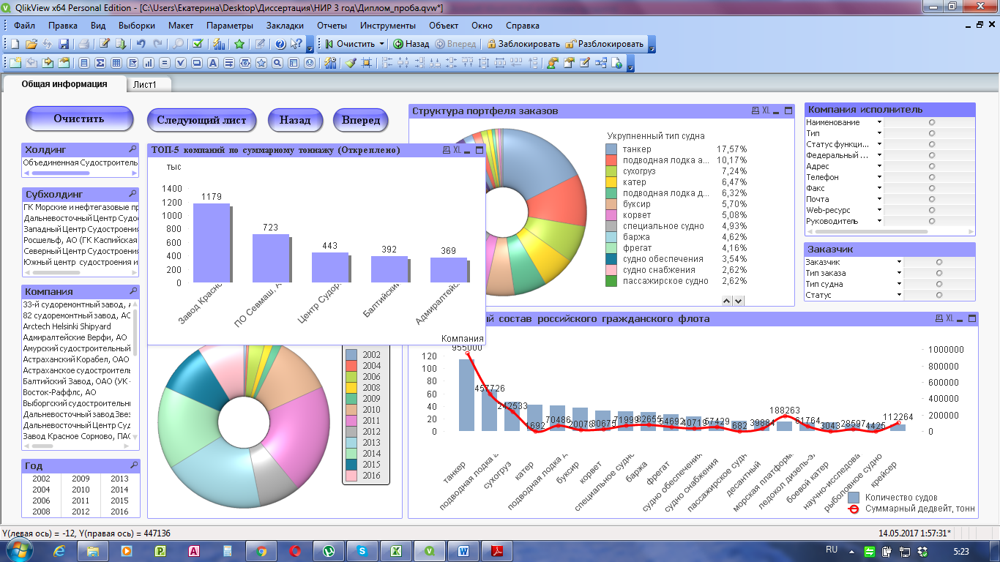 QlikView x64 Personal Edition - [C:\Users\Екатерина\Desktop\Диссертация\НИР 3 год\Диплом_проба.qvw*]
Файл Правка Вид Выборки Макет Параметры Закладки Отчеты Инструменты Объект Окно Справка
Очистить Назад Вперед Заблокировать Разблокировать
Общая информация Лист1
Очистить Следующий лист Назад Вперед
Холдинг
Объединенная Судостроитель
Субхолдинг
ГК Морские и нефтегазовые пр
Дальневосточный Центр Судо
Западный Центр Судостроения
Росшельф, АО (ГК Каспийская
Северный Центр Судостроени
Южный центр судостроения и
Компания
33-й судоремонтный завод,
82 судоремонтный завод, АО
Arctech Helsinki Shipyard
Адмиралтейские Верфи, АО
Амурский судостроительный
Астраханский Корабел, ОАО
Астраханское судостроительн
Балтийский Завод, ОАО (УК -
Восток-Раффлс, АО
Выборгский судостроительны
Дальневосточный завод Звез
Дальневосточный Центр Суд
Завод Красное Сормово, ПАО
Год
2002 2009 2013
2004 2010 2014
2006 2011 2015
2008 2012 2016
ТОП-5 компаний по суммарному тоннажу (Откреплено) XL
тыс
1400
1200
1000
800
600
400
200
0
1179
723
443
392
369
Завод Красно
ПО Севмаш, А
Центр Судор
Балтийски
Адмиралтейс
Компания
2002
2004
2006
2008
2009
2010
2011
2012
2013
2014
2015
2016
Структура портфеля заказов XL
Укрупненный тип судна
танкер 17,57%
подводная лодка а... 10,17%
сухогруз 7,24%
катер 6,47%
подводная лодка д... 6,32%
буксир 5,70%
корвет 5,08%
специальное судно 4,93%
баржа 4,62%
фрегат 4,16%
судно обеспечения 3,54%
судно снабжения 2,62%
пассажирское судно 2,62%
Компания исполнитель
Наименование
Тип
Статус функци...
Федеральный ...
Адрес
Телефон
Факс
Почта
Web-ресурс
Руководитель
Заказчик
Заказчик
Тип заказа
Тип судна
Статус
состав российского гражданского флота XL
120
100
80
60
40
20
0
955000
457726
242533
1692
70486
20078
30675
71999
82655
54692
40719
57429
682
39884
188263
61764
3043
28597
4425
112264
1000000
800000
600000
400000
200000
0
танкер
подводная лодка а
сухогруз
катер
подводная лодка д
буксир
корвет
специальное судно
баржа
фрегат
судно обеспечения
судно снабжения
пассажирское судн
десантный
морская платформ
ледокол дизель-э
боевой катер
научно-исследова
рыболовное судно
крейсер
Количество судов
Суммарный дедвейт, тонн
Y(левая ось) = -12, Y(правая ось) = 447136 14.05.2017 1:57:31*
RU 5:23